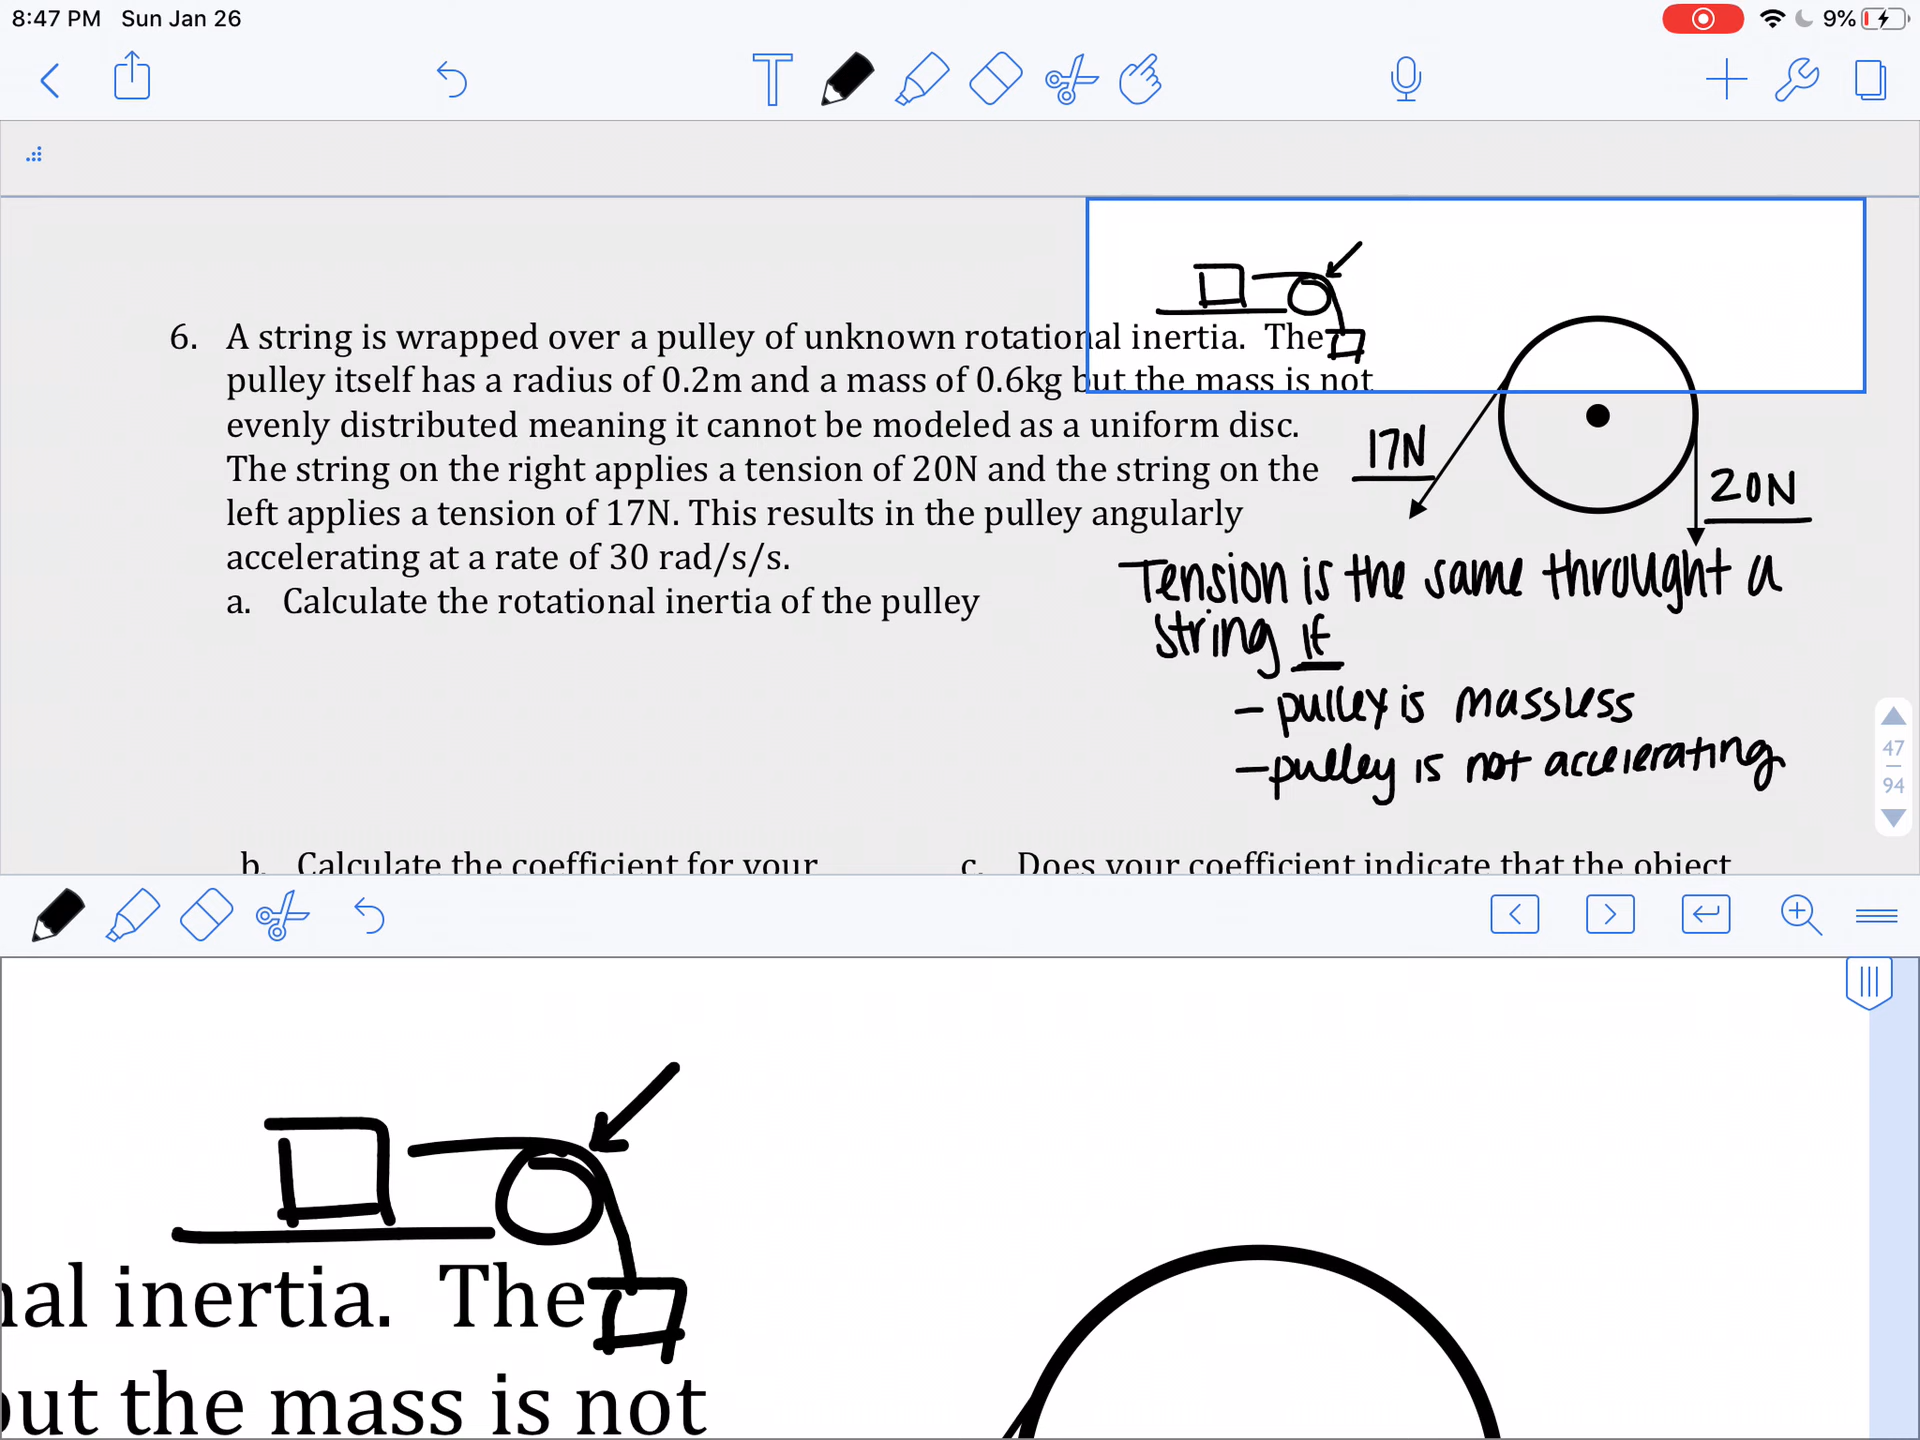 8:47 PM Sun Jan 26
9%
T
6. A string is wrapped over a pulley of unknown rotational inertia. The
pulley itself has a radius of 0.2m and a mass of 0.6kg but the mass is not
evenly distributed meaning it cannot be modeled as a uniform disc.
The string on the right applies a tension of 20N and the string on the
left applies a tension of 17N. This results in the pulley angularly
accelerating at a rate of 30 rad/s/s.
a. Calculate the rotational inertia of the pulley
17N
20N
Tension is the same throught a
string if
- pulley is massless
- pulley is not accelerating
47
94
b. Calculate the coefficient for your
c. Does your coefficient indicate that the object
nal inertia. The
but the mass is not